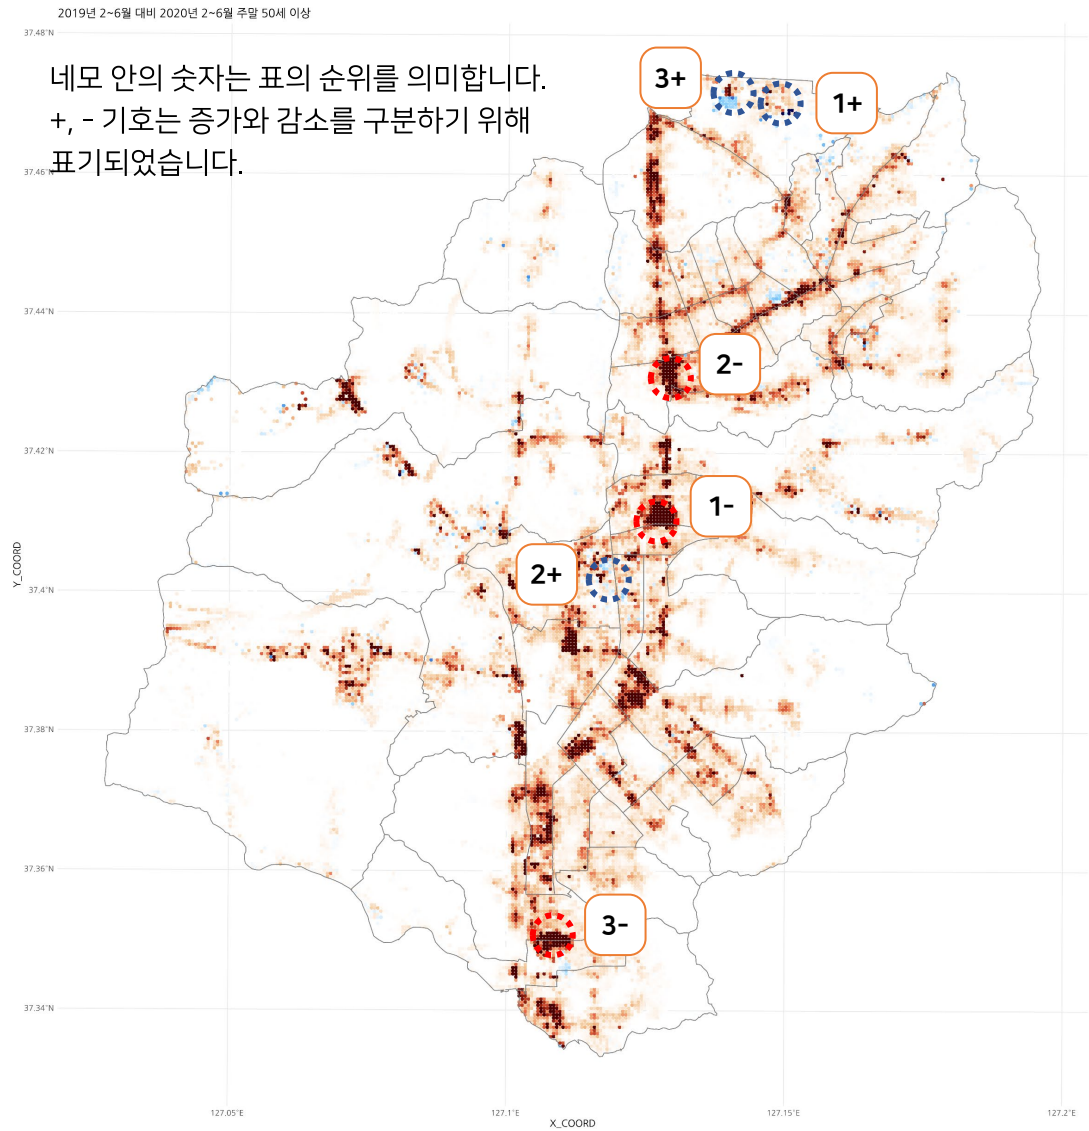 2019년 2~6월 대비 2020년 2~6월 주말 50세 이상
37.48°N
네모 안의 숫자는 표의 순위를 의미합니다.
+, - 기호는 증가와 감소를 구분하기 위해
표기되었습니다.
3+
1+
37.46°N
37.44°N
2-
37.42°N
1-
2+
Y_COORD
37.4°N
37.38°N
37.36°N
3-
37.34°N
127.05°E
127.1°E
127.15°E
127.2°E
X_COORD